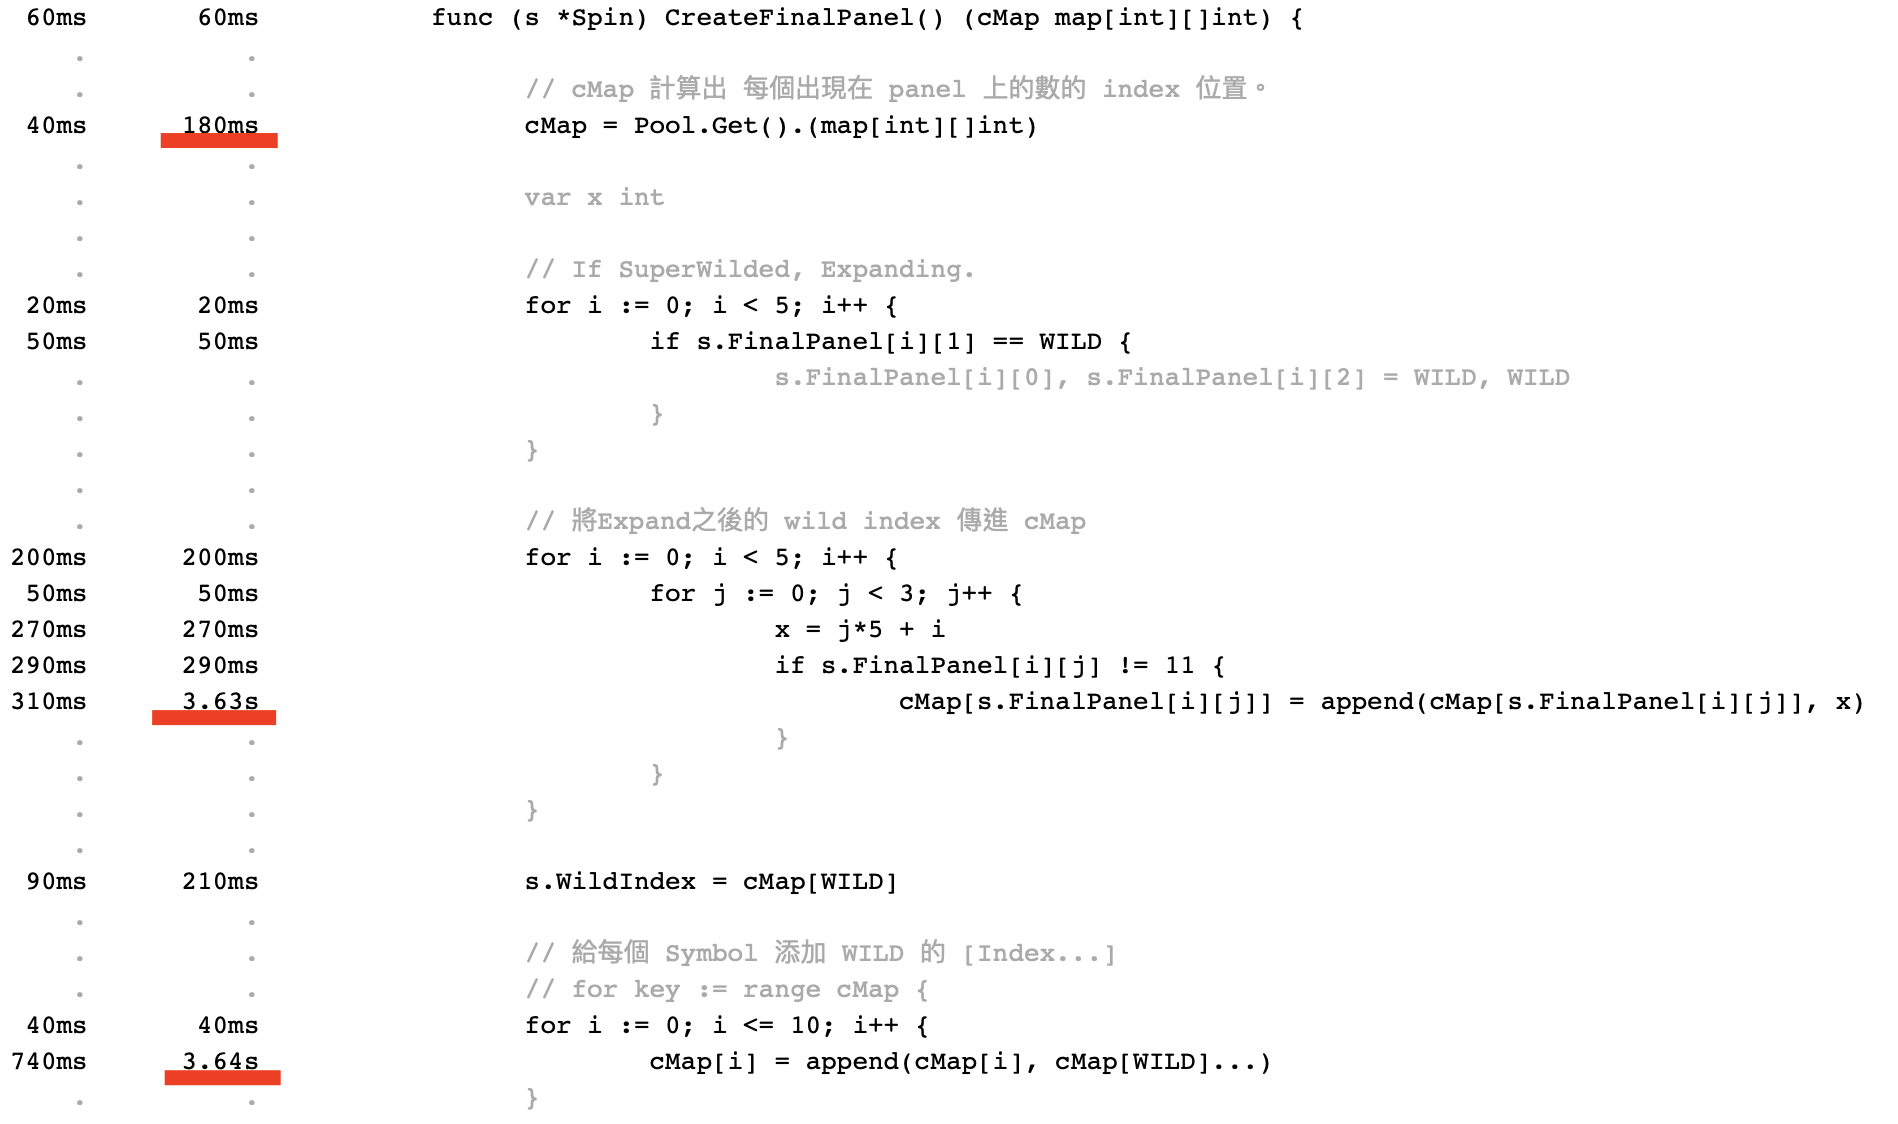 60ms 60ms func (s *Spin) CreateFinalPanel() (cMap map[int][]int) {
. .
. . // cMap 計算出 每個出現在 panel 上的數的 index 位置。
40ms 180ms cMap = Pool.Get().(map[int][]int)
. .
. . var x int
. .
. . // If SuperWilded, Expanding.
20ms 20ms for i := 0; i < 5; i++ {
50ms 50ms if s.FinalPanel[i][1] == WILD {
. . s.FinalPanel[i][0], s.FinalPanel[i][2] = WILD, WILD
. . }
. . }
. .
. . // 將Expand之後的 wild index 傳進 cMap
200ms 200ms for i := 0; i < 5; i++ {
50ms 50ms for j := 0; j < 3; j++ {
270ms 270ms x = j*5 + i
290ms 290ms if s.FinalPanel[i][j] != 11 {
310ms 3.63s cMap[s.FinalPanel[i][j]] = append(cMap[s.FinalPanel[i][j]], x)
. . }
. . }
. . }
. .
90ms 210ms s.WildIndex = cMap[WILD]
. .
. . // 給每個 Symbol 添加 WILD 的 [Index...]
. . // for key := range cMap {
40ms 40ms for i := 0; i <= 10; i++ {
740ms 3.64s cMap[i] = append(cMap[i], cMap[WILD]...)
. . }